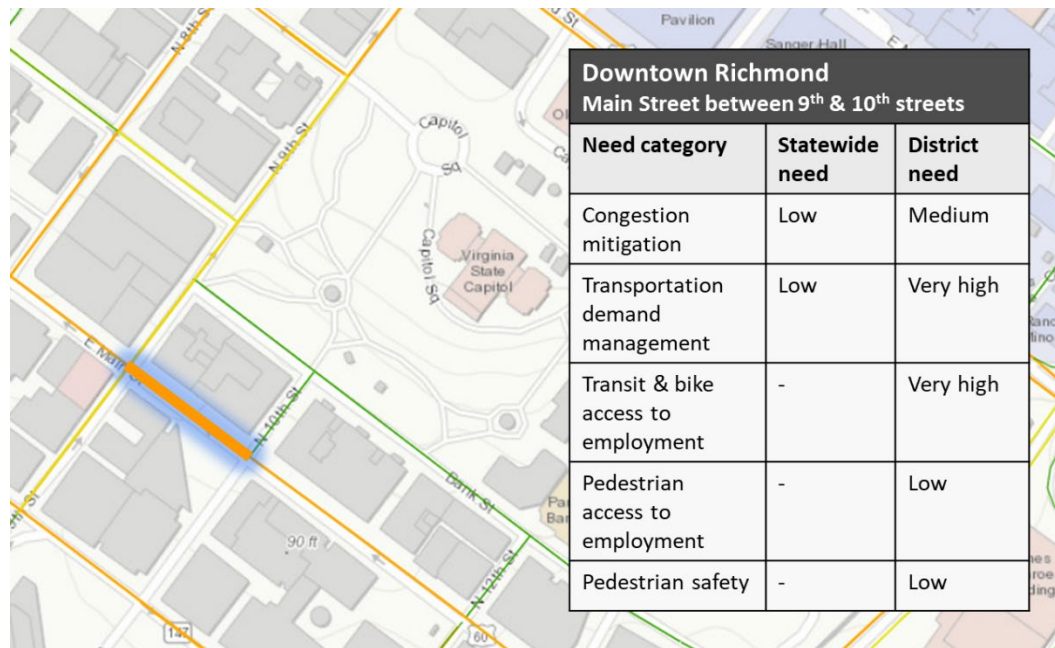 Pavilion
Sanger Hall
N 8th St
N 9th St
Capitol
Sq
Capitol Sq
Virginia
State
Capitol
E Main St
N 10th St
Bank St
N 12th St
90 ft
147
60
Downtown Richmond
Main Street between 9th & 10th streets
Need category Statewide need District need
Congestion mitigation Low Medium
Transportation demand management Low Very high
Transit & bike access to employment - Very high
Pedestrian access to employment - Low
Pedestrian safety - Low